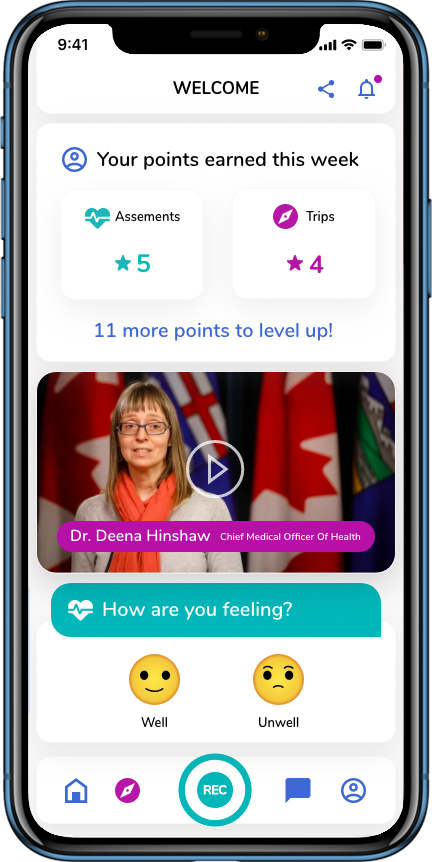 9:41
WELCOME
Your points earned this week
Assements
Trips
5
4
11 more points to level up!
Dr. Deena Hinshaw Chief Medical Officer Of Health
How are you feeling?
Well
Unwell
REC